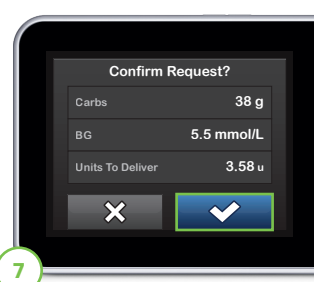 Confirm Request?
Carbs 38 g
BG 5.5 mmol/L
Units To Deliver 3.58 u
7